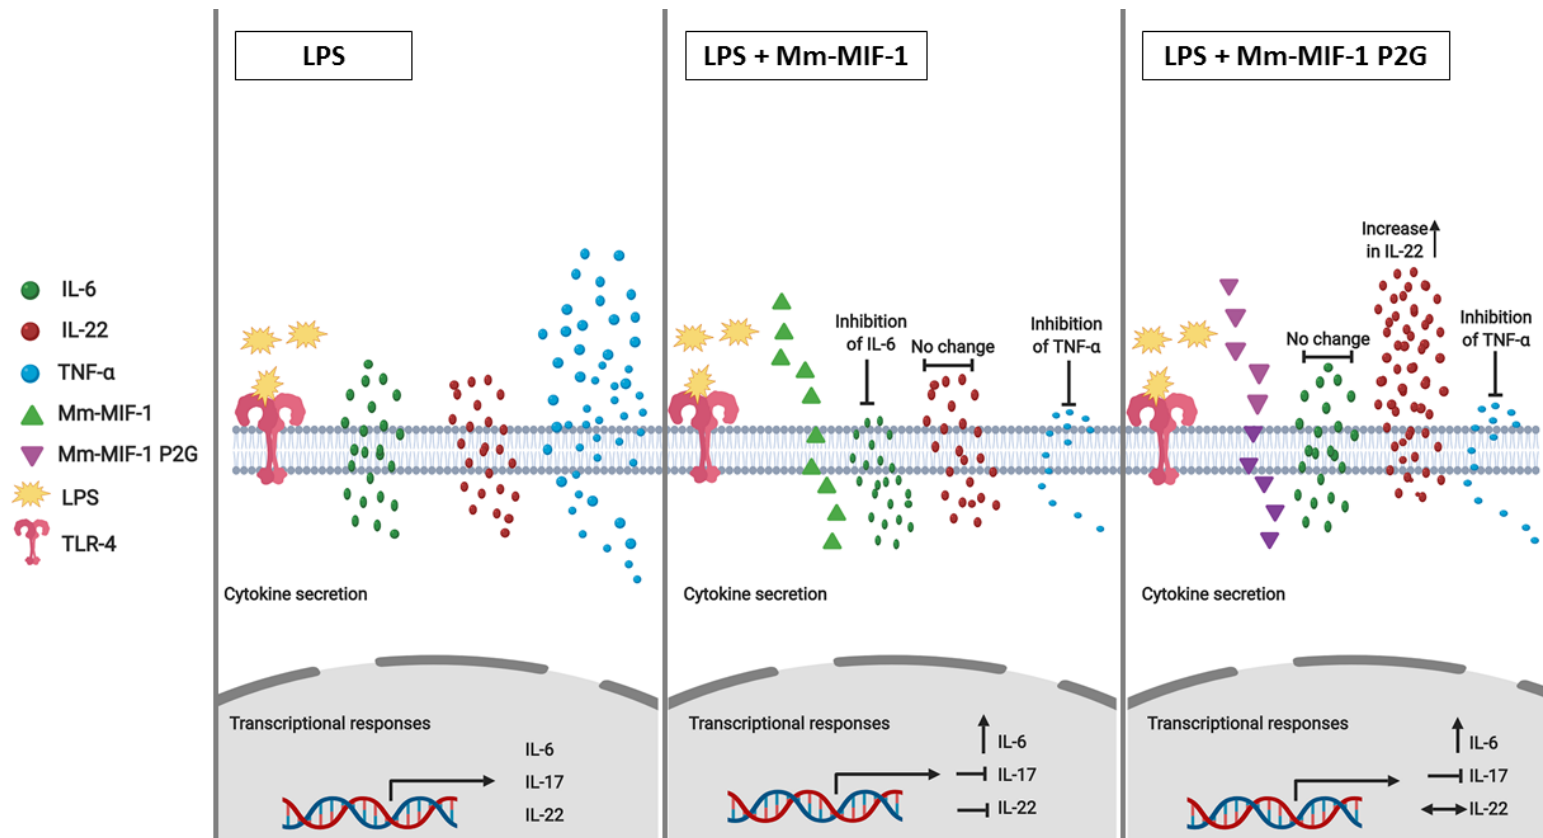 LPS
LPS + Mm-MIF-1
LPS + Mm-MIF-1 P2G
IL-6
IL-22
TNF-α
Mm-MIF-1
Mm-MIF-1 P2G
LPS
TLR-4
Cytokine secretion
Transcriptional responses
IL-6
IL-17
IL-22
Inhibition
of IL-6
No change
Inhibition
of TNF-α
Cytokine secretion
Transcriptional responses
IL-6
IL-17
IL-22
No change
Increase
in IL-22
Inhibition
of TNF-α
Cytokine secretion
Transcriptional responses
IL-6
IL-17
IL-22